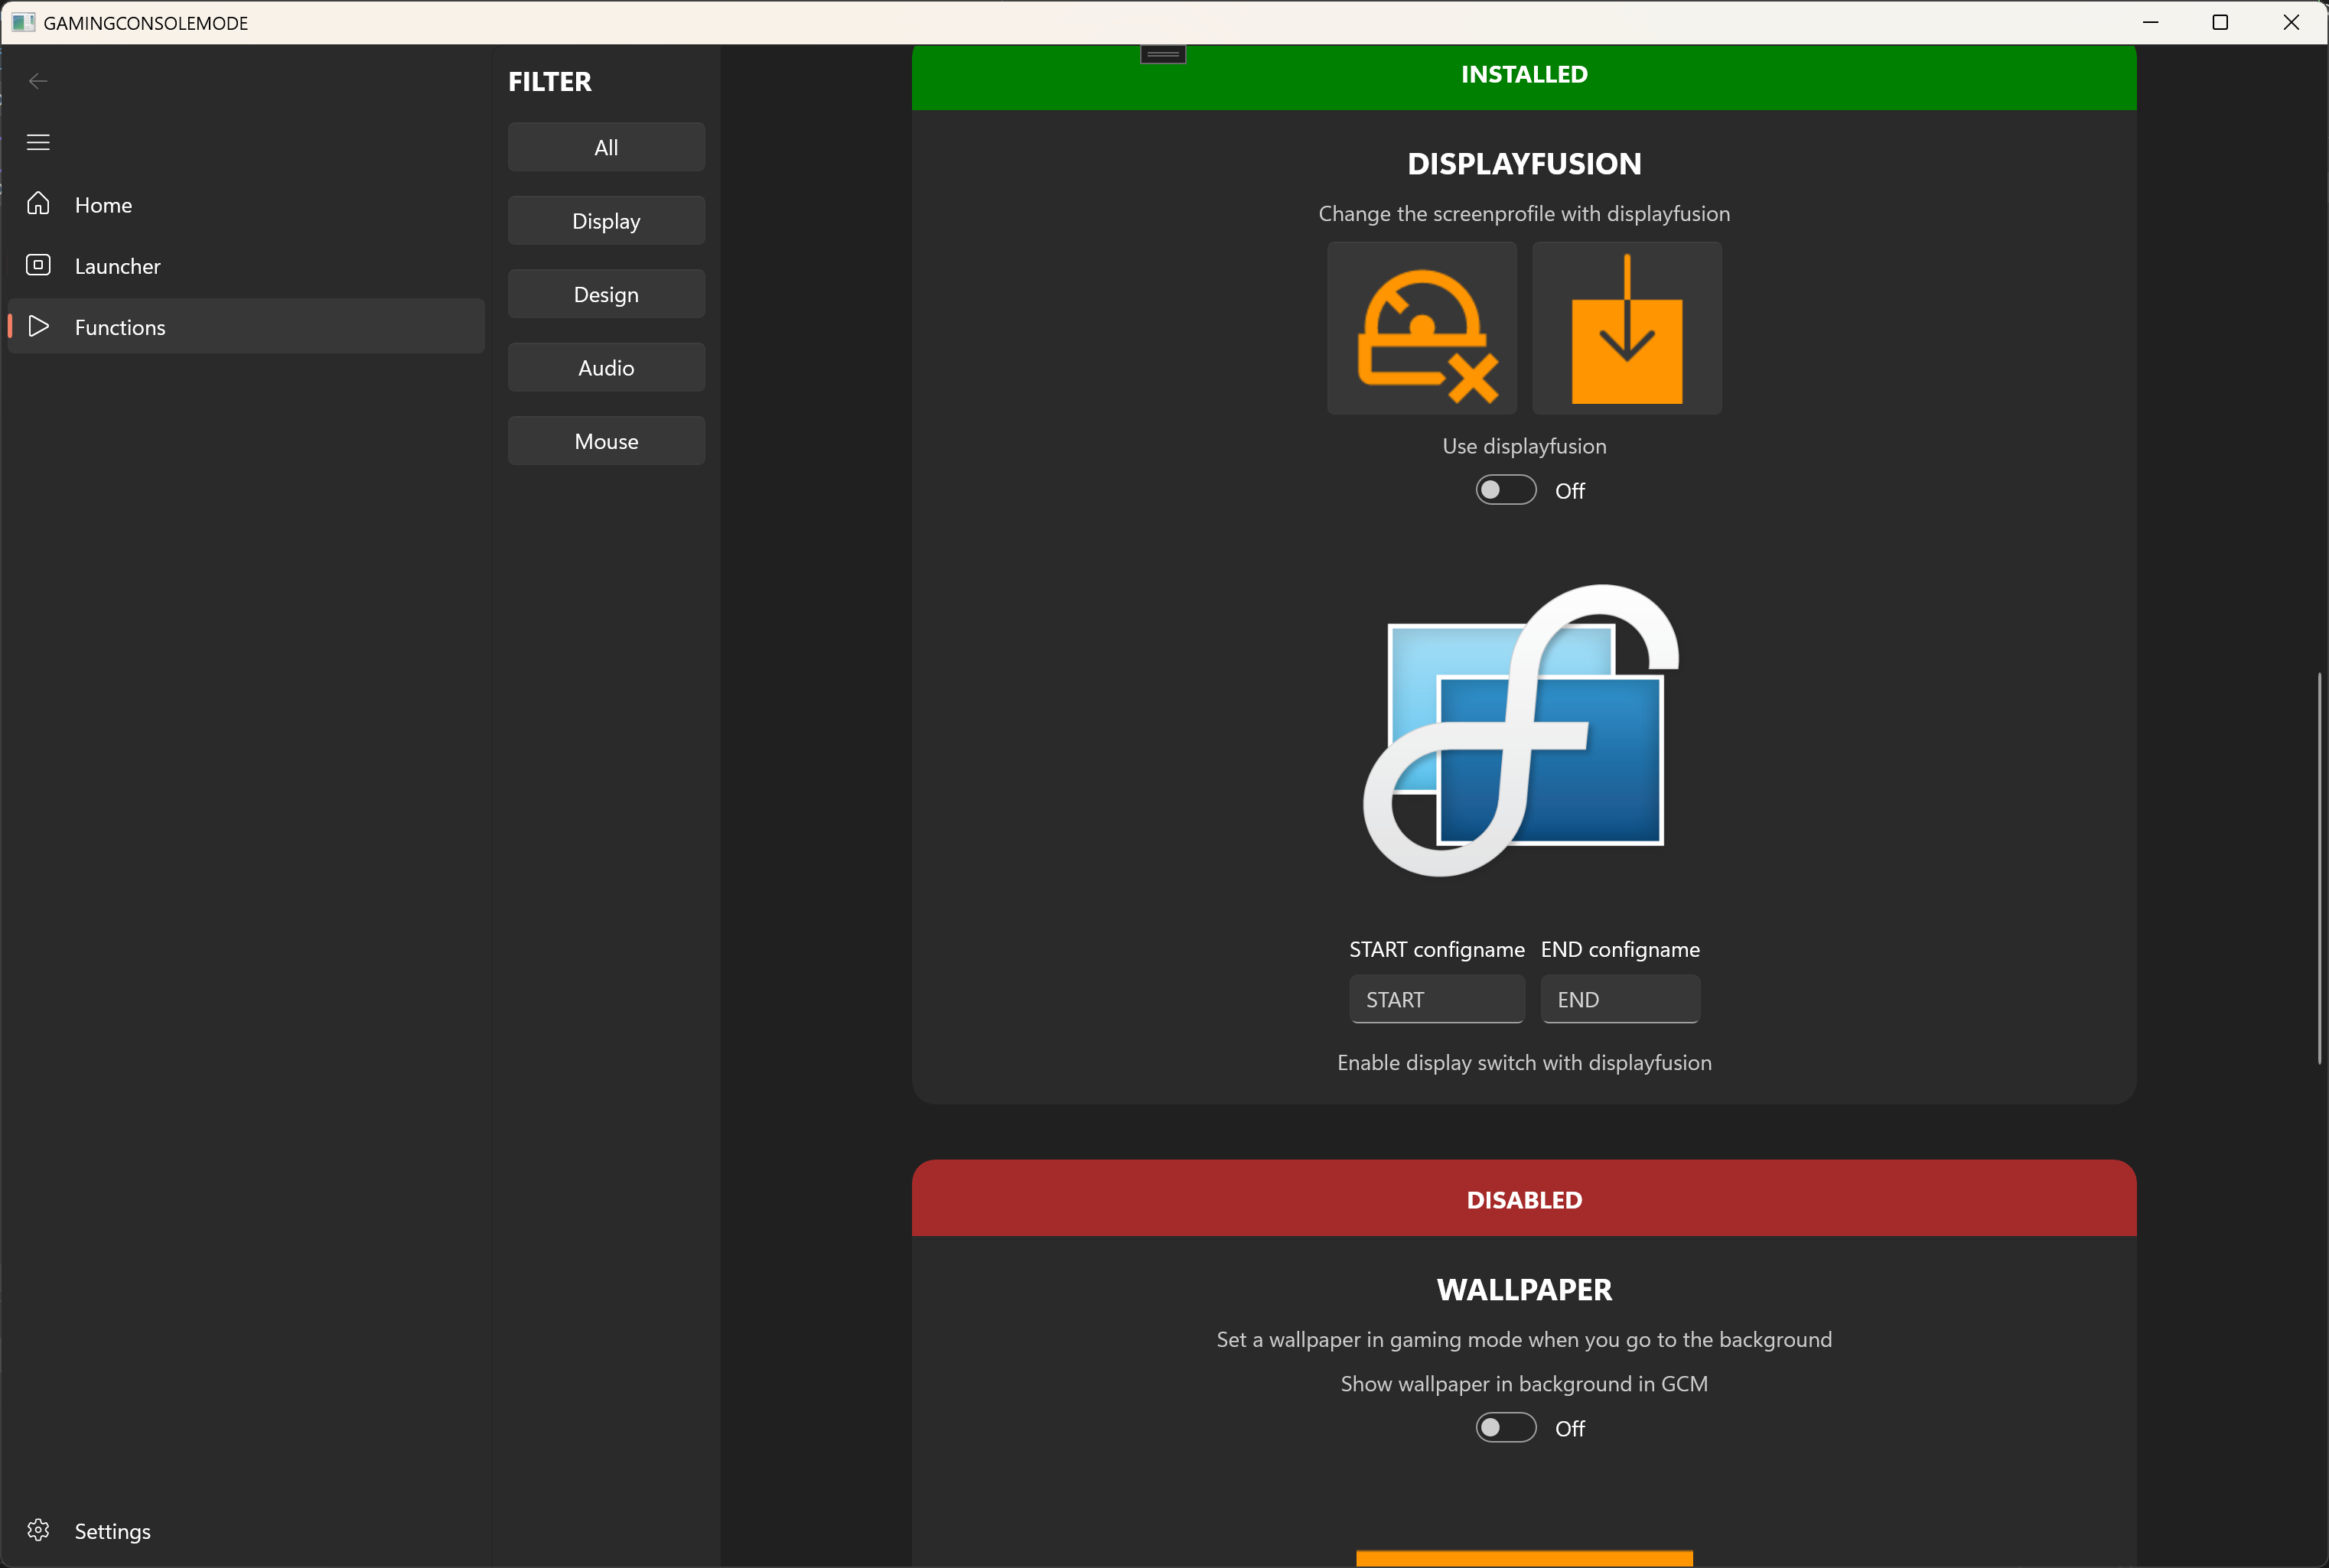 GAMINGCONSOLEMODE
Home
Launcher
Functions
Settings
FILTER
All
Display
Design
Audio
Mouse
INSTALLED
DISPLAYFUSION
Change the screenprofile with displayfusion
Use displayfusion
Off
START configname END configname
START END
Enable display switch with displayfusion
DISABLED
WALLPAPER
Set a wallpaper in gaming mode when you go to the background
Show wallpaper in background in GCM
Off